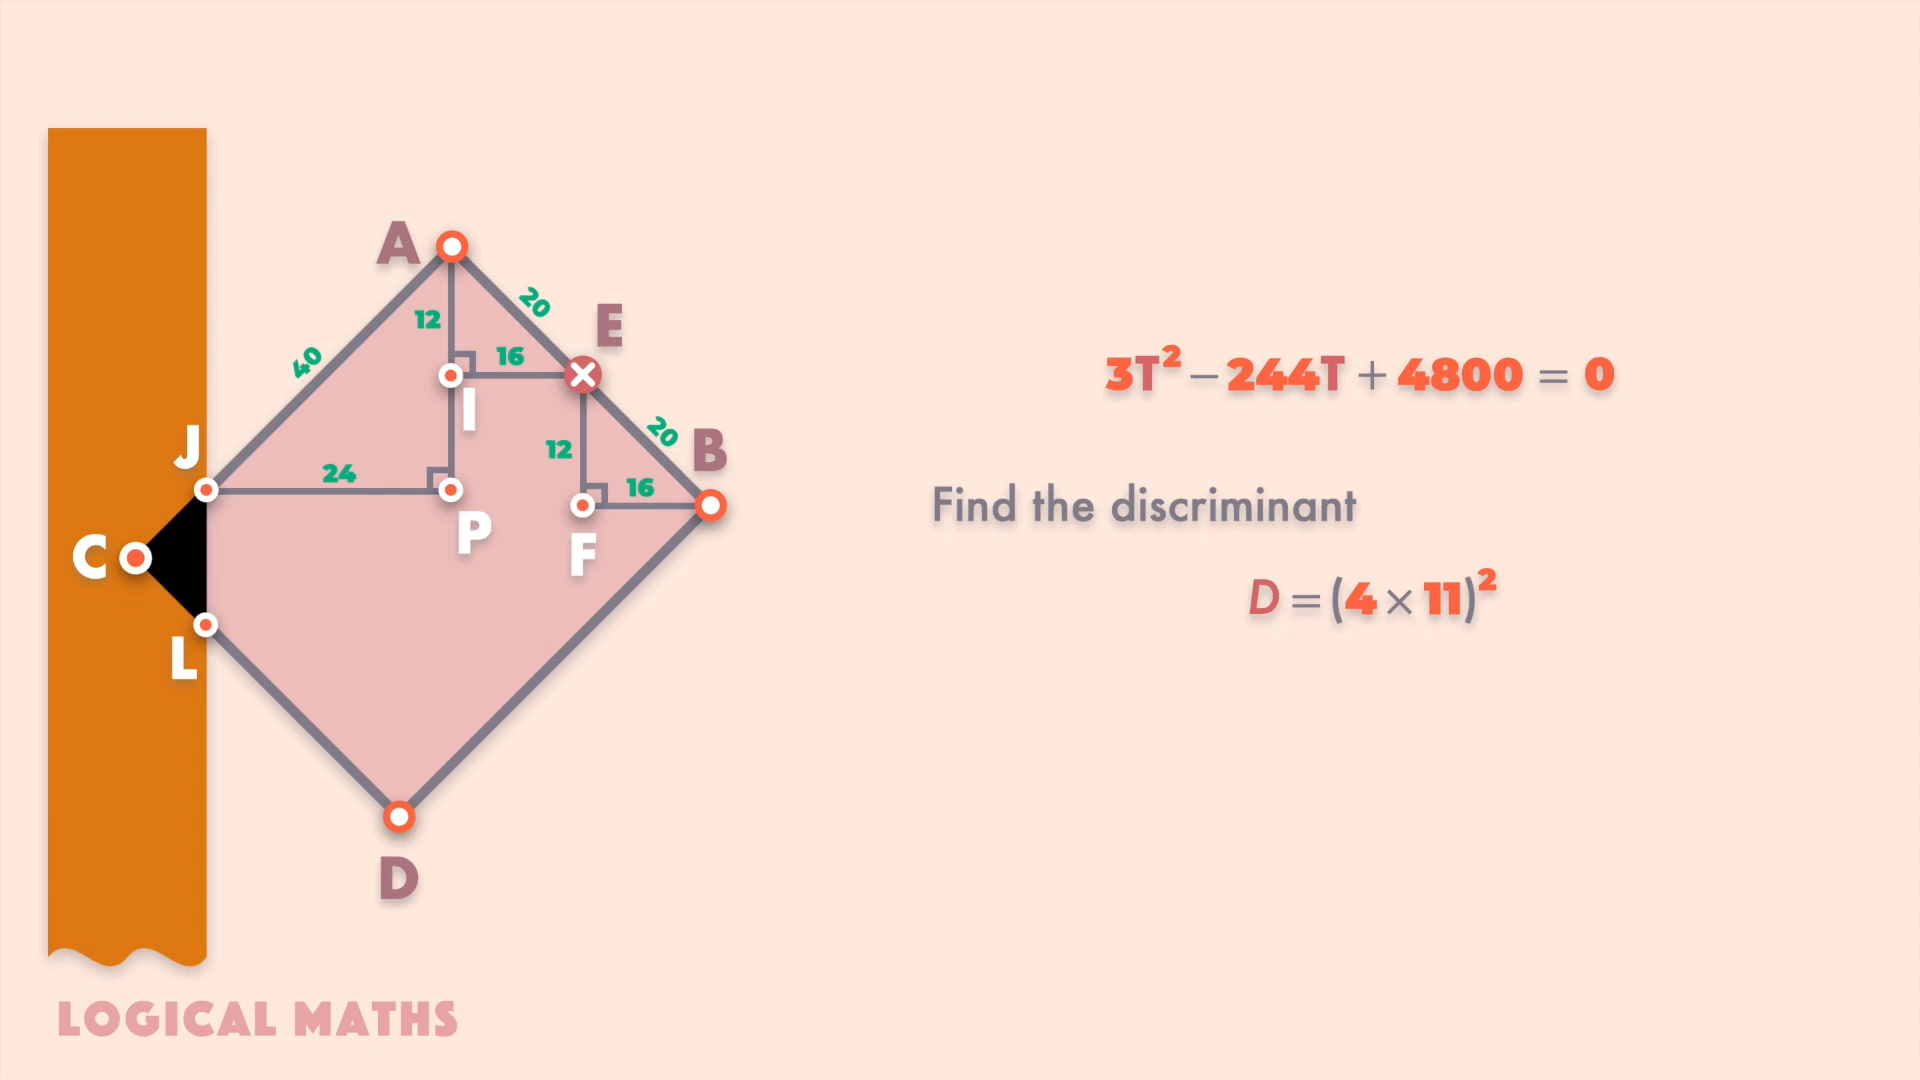 A
20
E
12
16
40
I
20
B
J
12
24
16
P
F
C
L
D
3T² − 244T + 4800 = 0
Find the discriminant
D = (4 × 11)²
LOGICAL MATHS